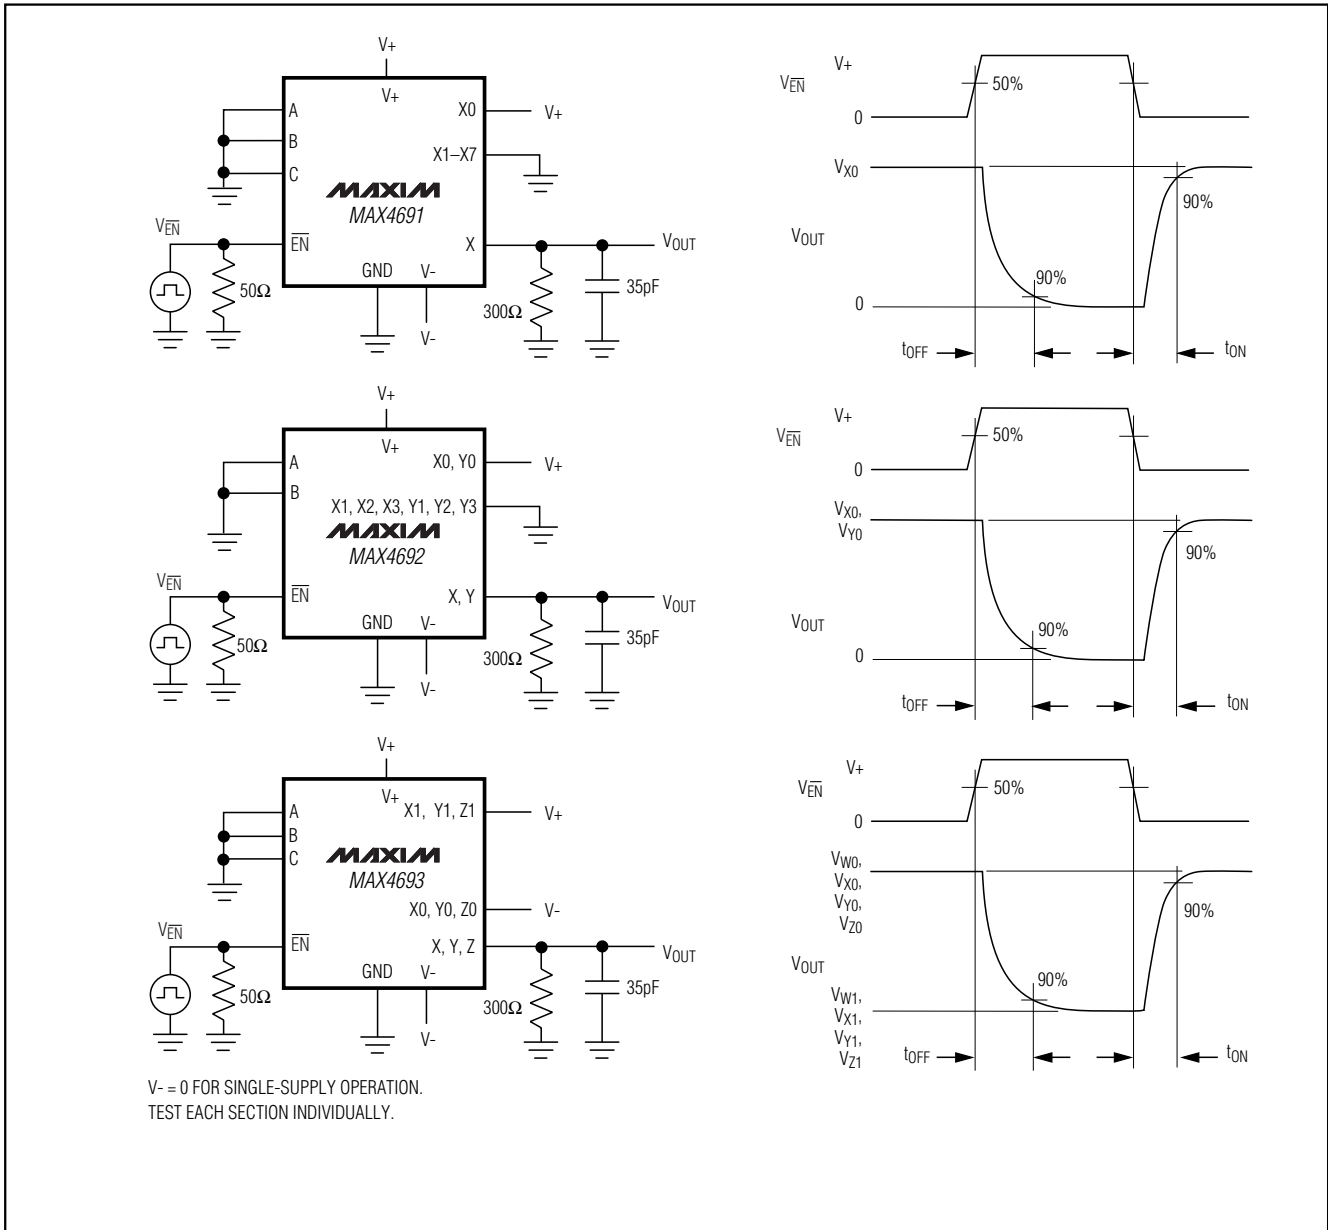 V+
V+
A
B
C
X0
V+
X1–X7
MAXIM
MAX4691
V_EN̅
E̅N̅
X
V_OUT
50Ω
GND
V-
V-
300Ω
35pF
V+
V_EN̅
50%
0
V_X0
90%
V_OUT
90%
0
t_OFF
t_ON
V+
V+
A
B
X0, Y0
V+
X1, X2, X3, Y1, Y2, Y3
MAXIM
MAX4692
V_EN̅
E̅N̅
X, Y
V_OUT
50Ω
GND
V-
V-
300Ω
35pF
V+
V_EN̅
50%
0
V_X0,
V_Y0
90%
V_OUT
90%
0
t_OFF
t_ON
V+
V+
A
B
C
X1, Y1, Z1
V+
MAXIM
MAX4693
X0, Y0, Z0
V-
V_EN̅
E̅N̅
X, Y, Z
V_OUT
50Ω
GND
V-
V-
300Ω
35pF
V+
V_EN̅
50%
0
V_W0,
V_X0,
V_Y0,
V_Z0
90%
V_OUT
90%
V_W1,
V_X1,
V_Y1,
V_Z1
t_OFF
t_ON
V- = 0 FOR SINGLE-SUPPLY OPERATION.
TEST EACH SECTION INDIVIDUALLY.